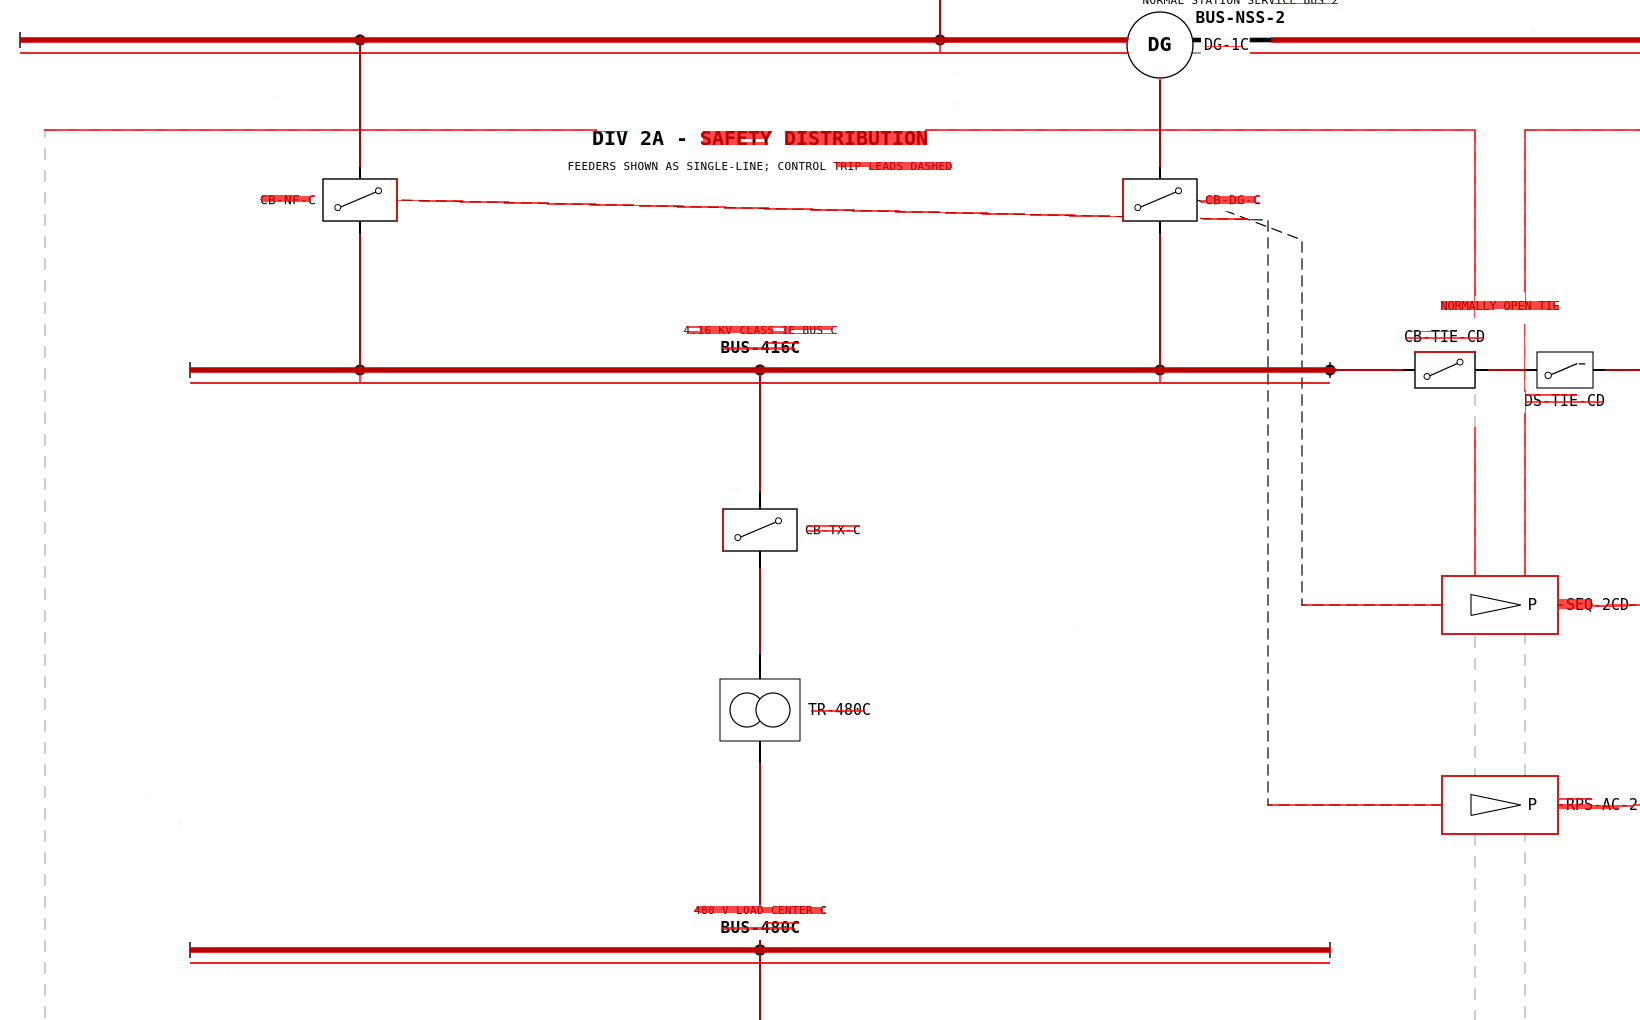 NORMAL STATION SERVICE BUS 2
BUS-NSS-2
DG
DG-1C
DIV 2A - SAFETY DISTRIBUTION
FEEDERS SHOWN AS SINGLE-LINE; CONTROL TRIP LEADS DASHED
CB-NF-C
CB-DG-C
NORMALLY OPEN TIE
4.16 KV CLASS 1E BUS C
CB-TIE-CD
BUS-416C
DS-TIE-CD
CB-TX-C
P
SEQ-2CD
TR-480C
P
RPS-AC-2
480 V LOAD CENTER C
BUS-480C